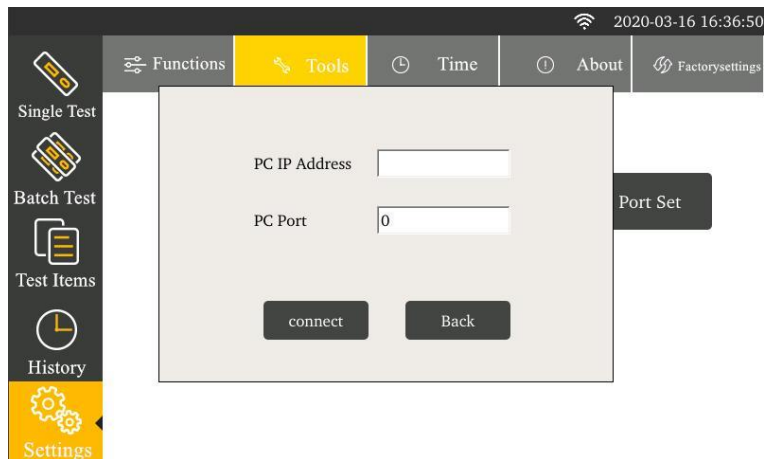 2020-03-16 16:36:50
Functions
Tools
Time
About
Factorysettings
Single Test
Batch Test
Test Items
History
Settings
PC IP Address
PC Port
0
connect
Back
Port Set